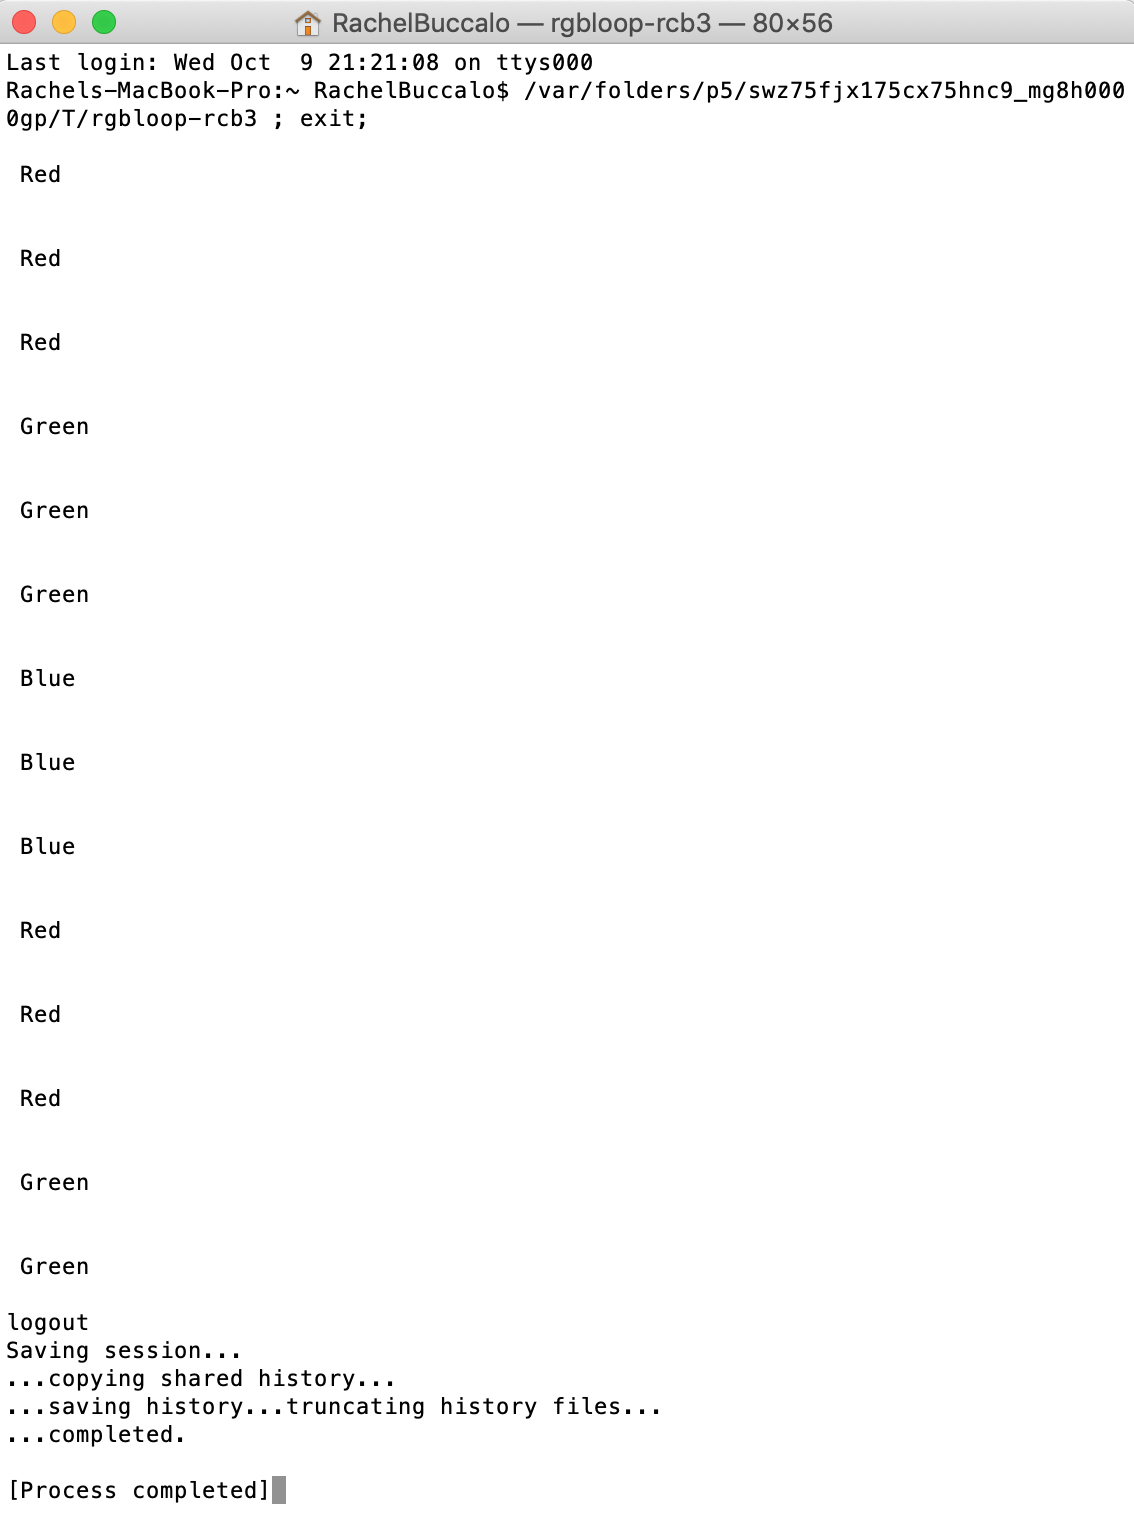 RachelBuccalo — rgbloop-rcb3 — 80×56
Last login: Wed Oct  9 21:21:08 on ttys000
Rachels-MacBook-Pro:~ RachelBuccalo$ /var/folders/p5/swz75fjx175cx75hnc9_mg8h000
0gp/T/rgbloop-rcb3 ; exit;
Red
Red
Red
Green
Green
Green
Blue
Blue
Blue
Red
Red
Red
Green
Green
logout
Saving session...
...copying shared history...
...saving history...truncating history files...
...completed.
[Process completed]